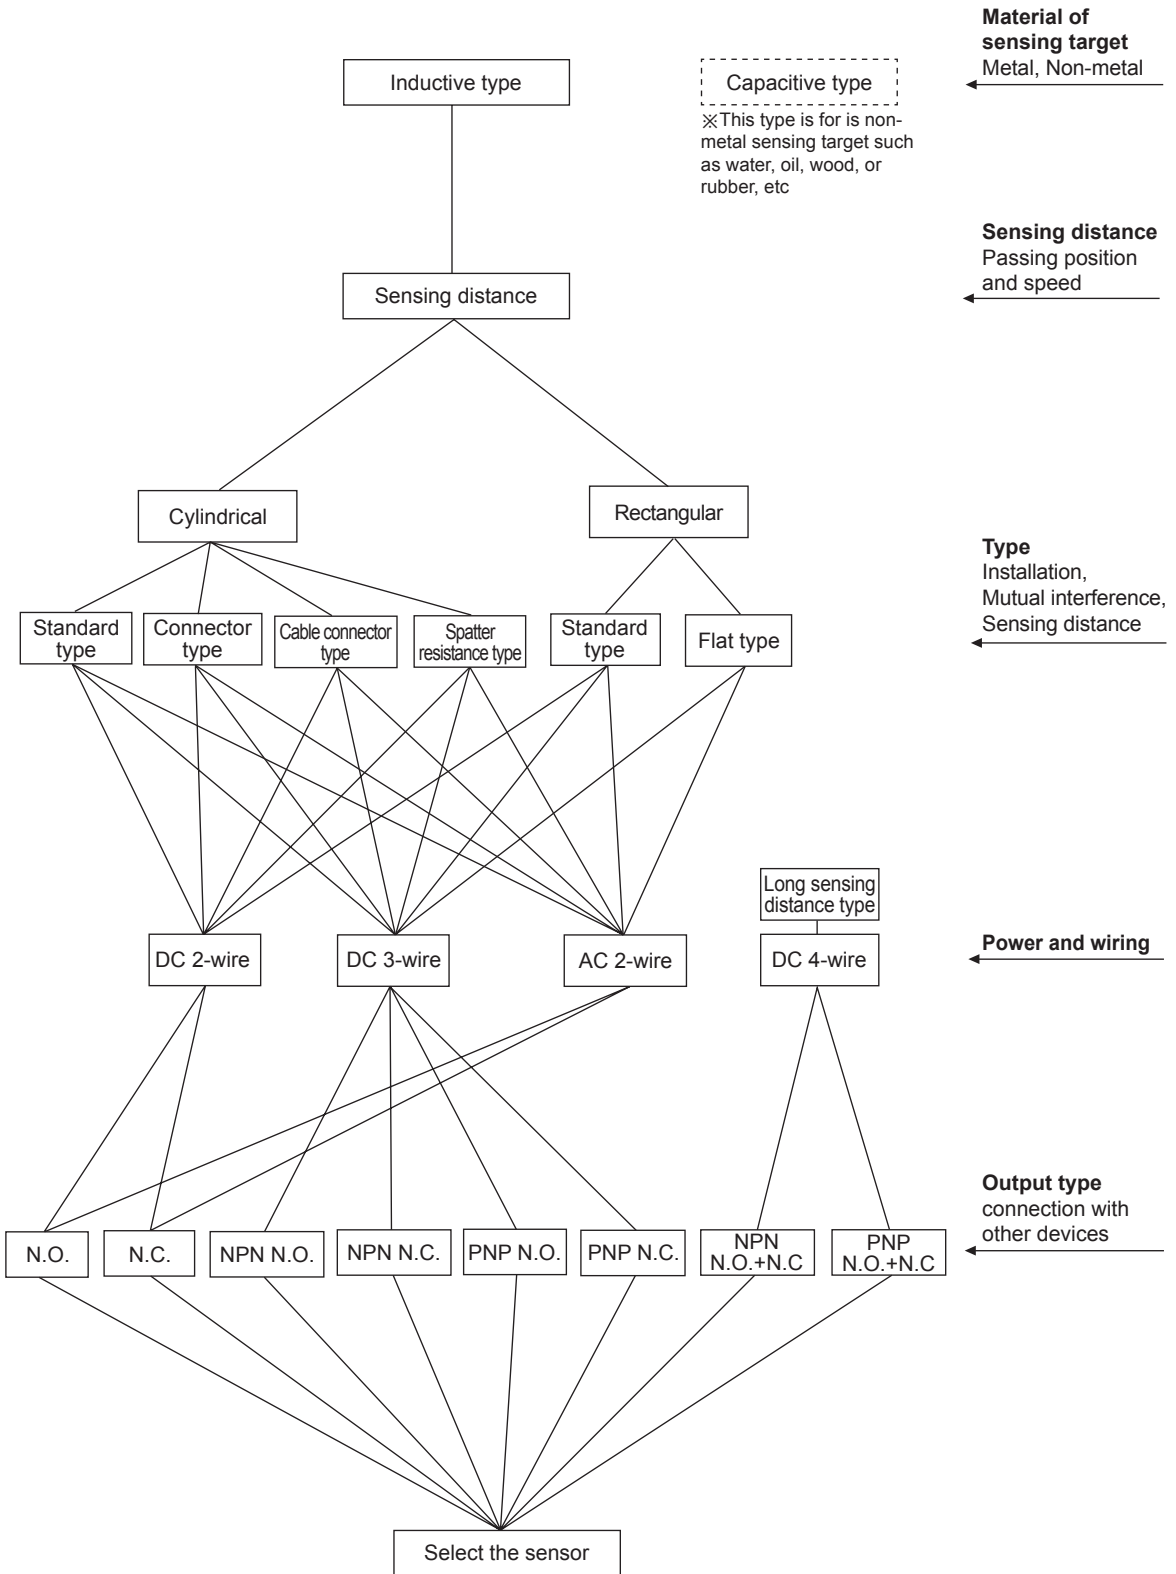 Material of
sensing target
Metal, Non-metal
Inductive type
Capacitive type
※This type is for is non-
metal sensing target such
as water, oil, wood, or
rubber, etc
Sensing distance
Passing position
and speed
Sensing distance
Cylindrical
Rectangular
Type
Installation,
Mutual interference,
Sensing distance
Standard
type
Connector
type
Cable connector
type
Spatter
resistance type
Standard
type
Flat type
Long sensing
distance type
DC 2-wire
DC 3-wire
AC 2-wire
DC 4-wire
Power and wiring
Output type
connection with
other devices
N.O.
N.C.
NPN N.O.
NPN N.C.
PNP N.O.
PNP N.C.
NPN
N.O.+N.C
PNP
N.O.+N.C
Select the sensor